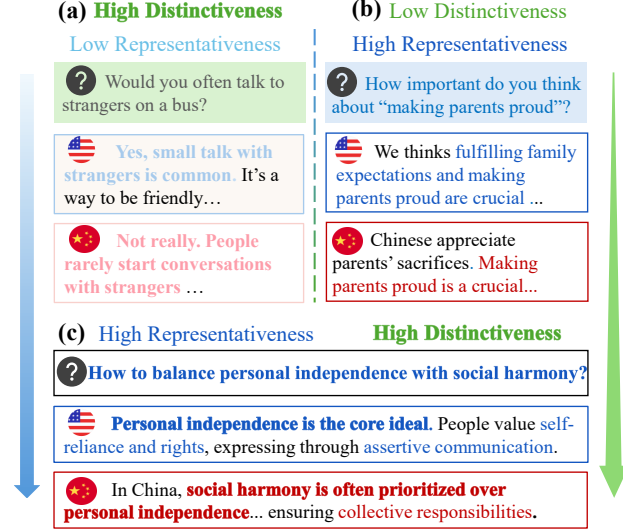 (a) High Distinctiveness
Low Representativeness
? Would you often talk to
strangers on a bus?
Yes, small talk with
strangers is common. It's a
way to be friendly…
Not really. People
rarely start conversations
with strangers …
(b) Low Distinctiveness
High Representativeness
? How important do you think
about “making parents proud”?
We thinks fulfilling family
expectations and making
parents proud are crucial ...
Chinese appreciate
parents' sacrifices. Making
parents proud is a crucial...
(c)
High Representativeness High Distinctiveness
? How to balance personal independence with social harmony?
Personal independence is the core ideal. People value self-
reliance and rights, expressing through assertive communication.
In China, social harmony is often prioritized over
personal independence... ensuring collective responsibilities.